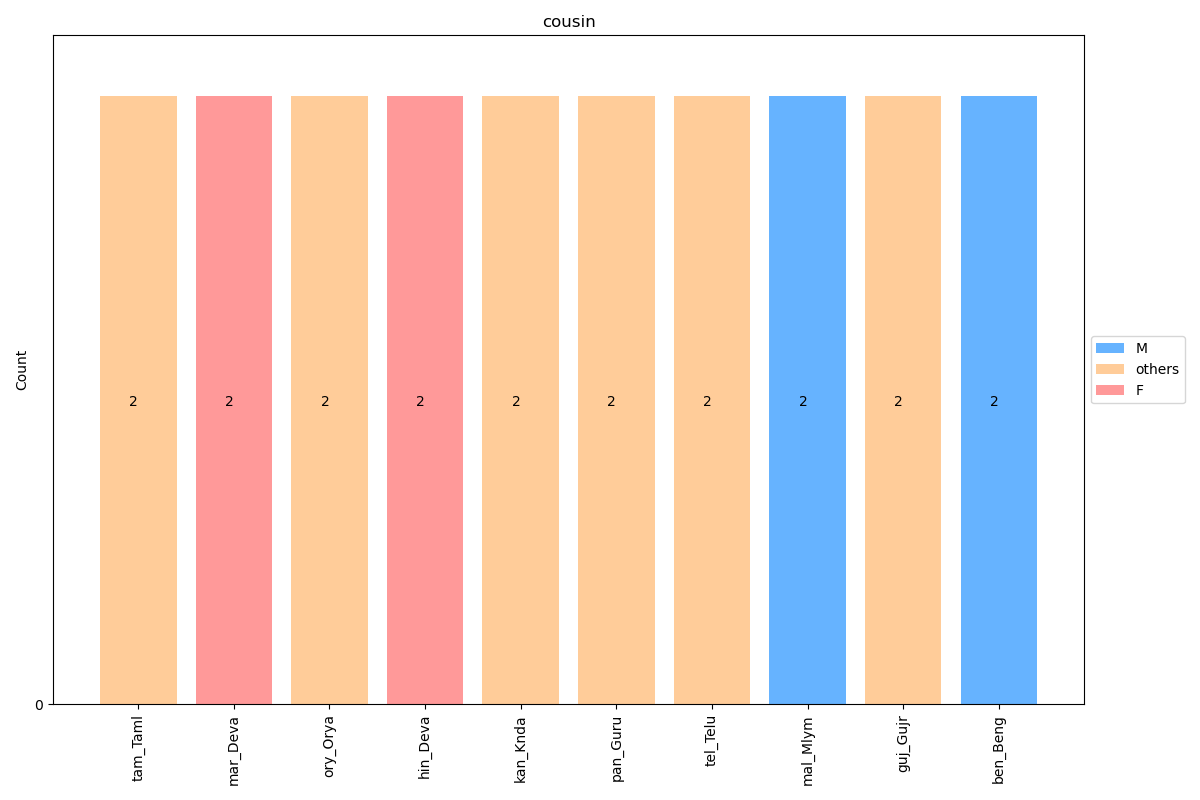 cousin
Count
2 2 2 2 2 2 2 2 2 2
0
tam_Taml
mar_Deva
ory_Orya
hin_Deva
kan_Knda
pan_Guru
tel_Telu
mal_Mlym
guj_Gujr
ben_Beng
M
others
F